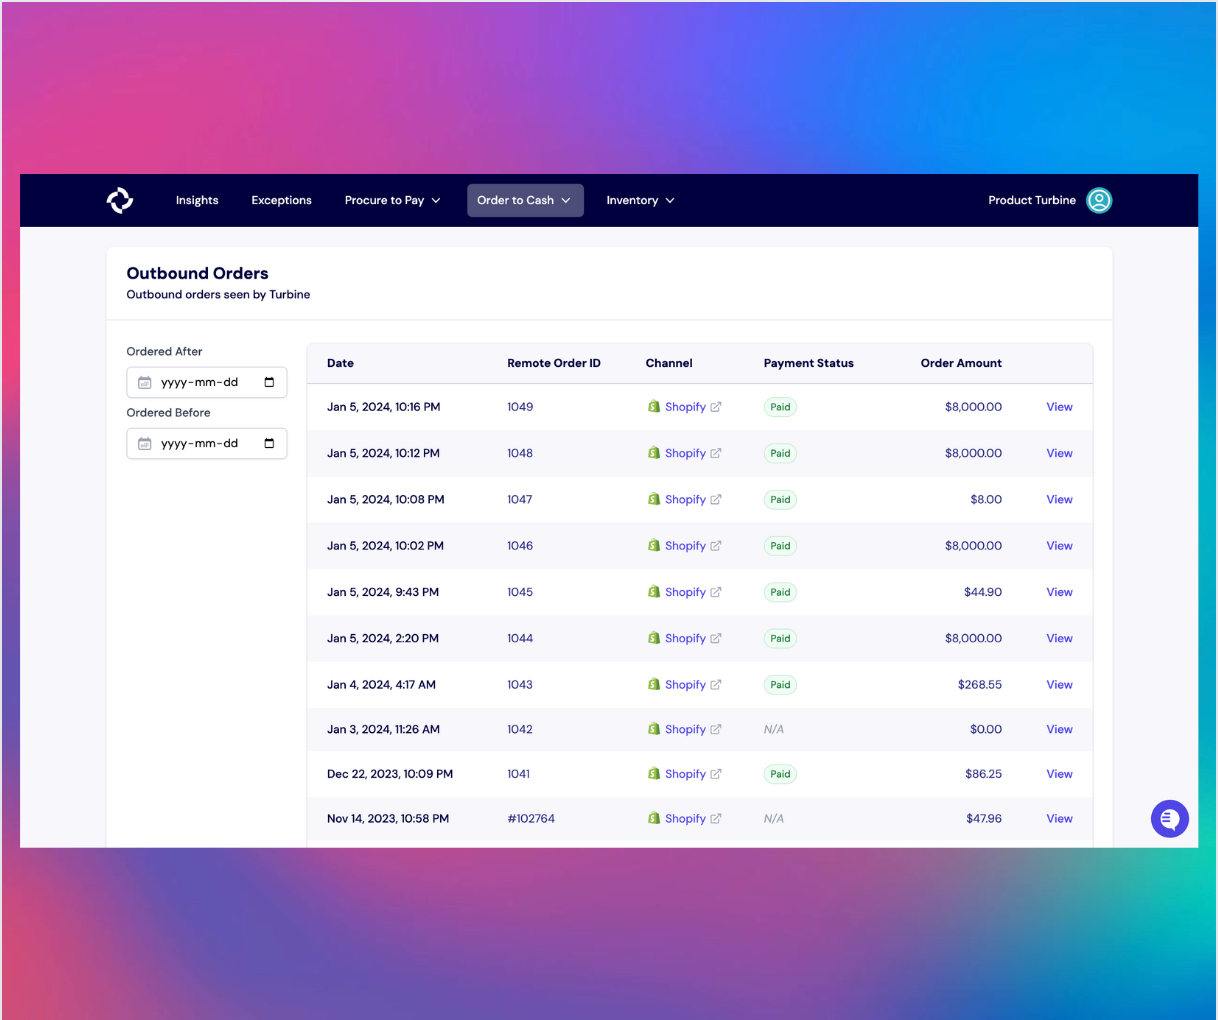 Insights Exceptions Procure to Pay Order to Cash Inventory Product Turbine
Outbound Orders
Outbound orders seen by Turbine
Ordered After
yyyy-mm-dd
Ordered Before
yyyy-mm-dd
Date Remote Order ID Channel Payment Status Order Amount
Jan 5, 2024, 10:16 PM 1049 Shopify Paid $8,000.00 View
Jan 5, 2024, 10:12 PM 1048 Shopify Paid $8,000.00 View
Jan 5, 2024, 10:08 PM 1047 Shopify Paid $8.00 View
Jan 5, 2024, 10:02 PM 1046 Shopify Paid $8,000.00 View
Jan 5, 2024, 9:43 PM 1045 Shopify Paid $44.90 View
Jan 5, 2024, 2:20 PM 1044 Shopify Paid $8,000.00 View
Jan 4, 2024, 4:17 AM 1043 Shopify Paid $268.55 View
Jan 3, 2024, 11:26 AM 1042 Shopify N/A $0.00 View
Dec 22, 2023, 10:09 PM 1041 Shopify Paid $86.25 View
Nov 14, 2023, 10:58 PM #102764 Shopify N/A $47.96 View